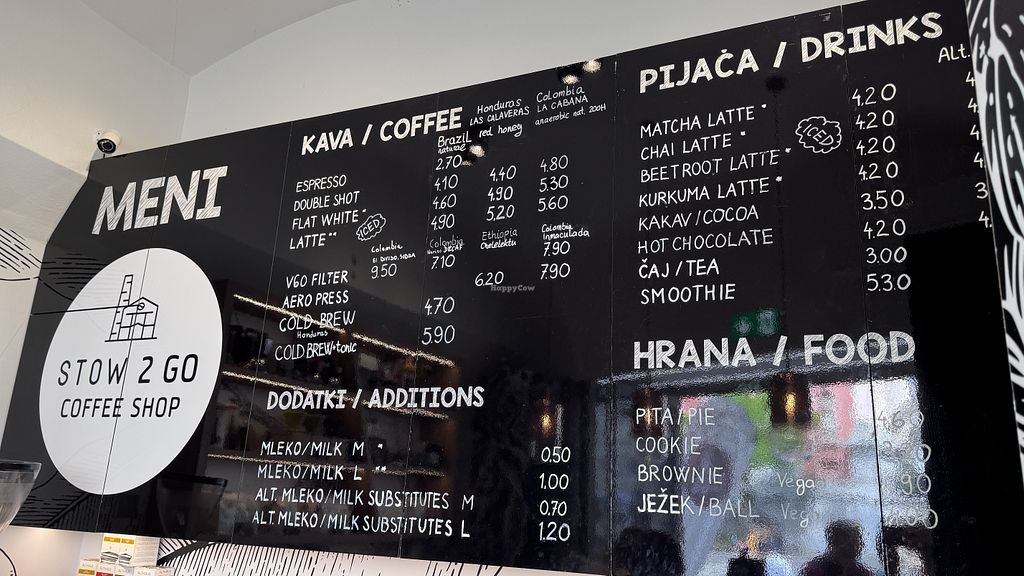 MENI
STOW 2 GO
COFFEE SHOP
KAVA / COFFEE
Brazil natural
Honduras LAS CALAVERAS red honey
Colombia LA CABANA anaerobic nat. 200H
ESPRESSO 2.70 4.40 4.80
DOUBLE SHOT 4.10 4.90 5.30
FLAT WHITE * 4.60 5.20 5.60
LATTE ** ICED 4.90
Colombia El DIVISO, SIDRA
Colombia
Ethiopia
Colombia Inmaculada
V60 FILTER 9.50 7.10 6.20 7.90
AERO PRESS 7.90
COLD BREW 4.70
Honduras
COLD BREW+tonic 5.90
DODATKI / ADDITIONS
MLEKO/MILK M * 0.50
MLEKO/MILK L ** 1.00
ALT. MLEKO/MILK SUBSTITUTES M 0.70
ALT. MLEKO/MILK SUBSTITUTES L 1.20
PIJAČA / DRINKS
ALt.
MATCHA LATTE * 4.20
CHAI LATTE * ICED 4.20
BEETROOT LATTE * 4.20
KURKUMA LATTE * 4.20
KAKAV/COCOA 3.50
HOT CHOCOLATE 4.20
ČAJ/TEA 3.00
SMOOTHIE 5.30
HRANA / FOOD
PITA/PIE
COOKIE
BROWNIE
JEŽEK/BALL
HappyCow